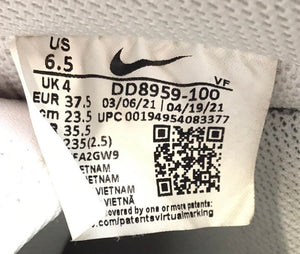 US
6.5
VF
UK 4 DD8959-100
EUR 37.5 03/06/21 04/19/21
cm 23.5 UPC 00194954083377
35.5
235(2.5)
FA2GW9
VIETNAM
VIETNAM
VIETNAM
VIETNÃ
covered by one or
more patents:
s.com/patentsvirtualmarking